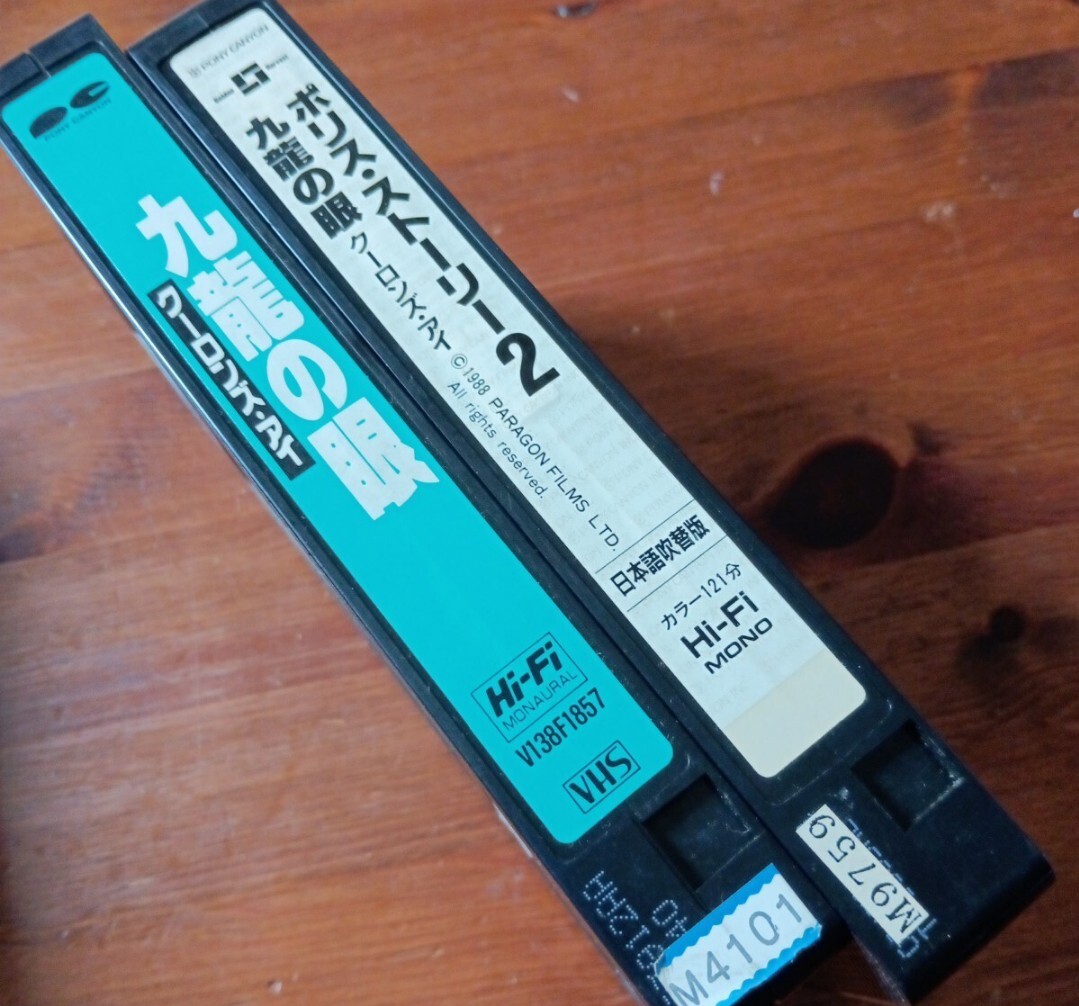 PONY CANYON
九龍の眼
クーロンズ・アイ
Hi-Fi
MONAURAL
V138F1857
VHS
M4101
PONY CANYON
Golden Harvest
ポリス・ストーリー2
九龍の眼 クーロンズ・アイ
©1988 PARAGON FILMS LTD.
All rights reserved.
日本語吹替版
カラー121分
Hi-Fi
MONO
M9759